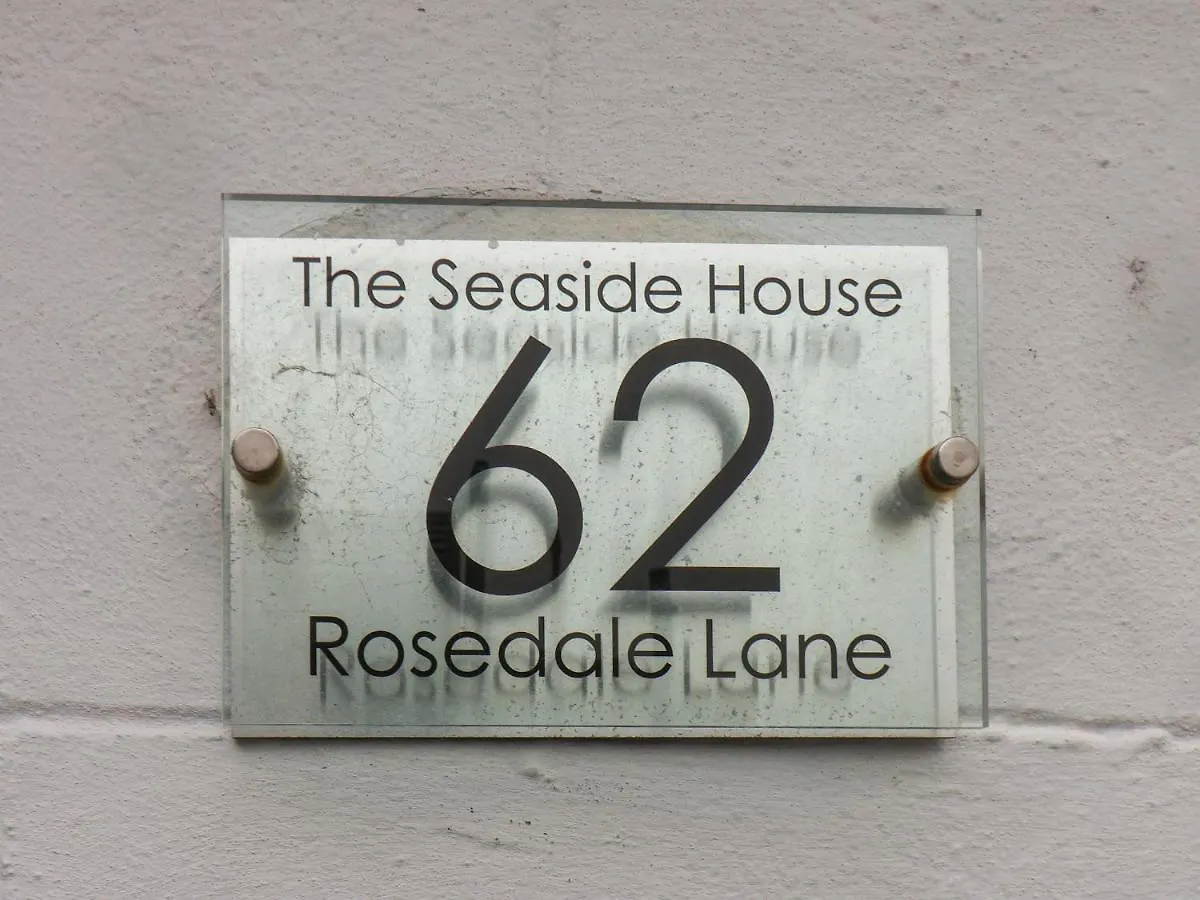 The Seaside House
62
Rosedale Lane